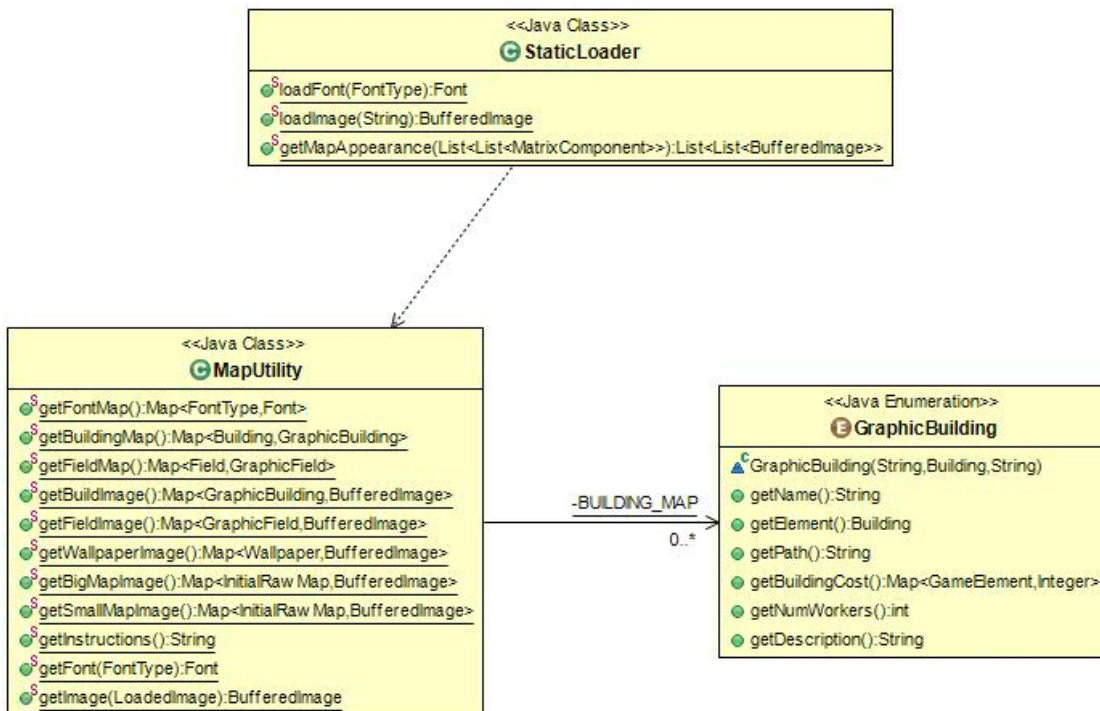 <<Java Class>>
StaticLoader
loadFont(FontType):Font
loadImage(String):BufferedImage
getMapAppearance(List<List<MatrixComponent>>):List<List<BufferedImage>>
<<Java Class>>
MapUtility
getFontMap():Map<FontType,Font>
getBuildingMap():Map<Building,GraphicBuilding>
getFieldMap():Map<Field,GraphicField>
getBuildImage():Map<GraphicBuilding,BufferedImage>
getFieldImage():Map<GraphicField,BufferedImage>
getWallpaperImage():Map<Wallpaper,BufferedImage>
getBigMapImage():Map<InitialRawMap,BufferedImage>
getSmallMapImage():Map<InitialRawMap,BufferedImage>
getInstructions():String
getFont(FontType):Font
getImage(LoadedImage):BufferedImage
-BUILDING_MAP
0..*
<<Java Enumeration>>
GraphicBuilding
GraphicBuilding(String,Building,String)
getName():String
getElement():Building
getPath():String
getBuildingCost():Map<GameElement,Integer>
getNumWorkers():int
getDescription():String